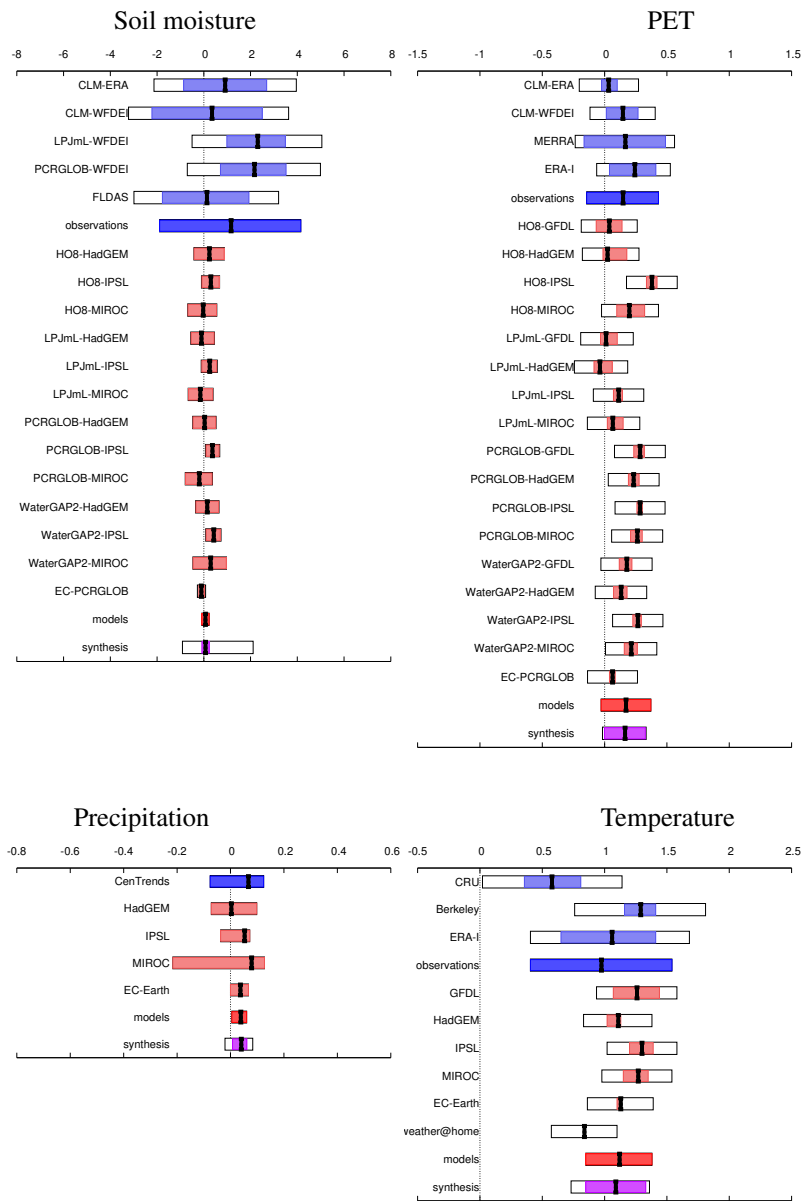 Soil moisture
-8 -6 -4 -2 0 2 4 6 8
CLM-ERA
CLM-WFDEI
LPJmL-WFDEI
PCRGLOB-WFDEI
FLDAS
observations
HO8-HadGEM
HO8-IPSL
HO8-MIROC
LPJmL-HadGEM
LPJmL-IPSL
LPJmL-MIROC
PCRGLOB-HadGEM
PCRGLOB-IPSL
PCRGLOB-MIROC
WaterGAP2-HadGEM
WaterGAP2-IPSL
WaterGAP2-MIROC
EC-PCRGLOB
models
synthesis
PET
-1.5 -1 -0.5 0 0.5 1 1.5
CLM-ERA
CLM-WFDEI
MERRA
ERA-I
observations
HO8-GFDL
HO8-HadGEM
HO8-IPSL
HO8-MIROC
LPJmL-GFDL
LPJmL-HadGEM
LPJmL-IPSL
LPJmL-MIROC
PCRGLOB-GFDL
PCRGLOB-HadGEM
PCRGLOB-IPSL
PCRGLOB-MIROC
WaterGAP2-GFDL
WaterGAP2-HadGEM
WaterGAP2-IPSL
WaterGAP2-MIROC
EC-PCRGLOB
models
synthesis
Precipitation
-0.8 -0.6 -0.4 -0.2 0 0.2 0.4 0.6
CenTrends
HadGEM
IPSL
MIROC
EC-Earth
models
synthesis
Temperature
-0.5 0 0.5 1 1.5 2 2.5
CRU
Berkeley
ERA-I
observations
GFDL
HadGEM
IPSL
MIROC
EC-Earth
weather@home
models
synthesis